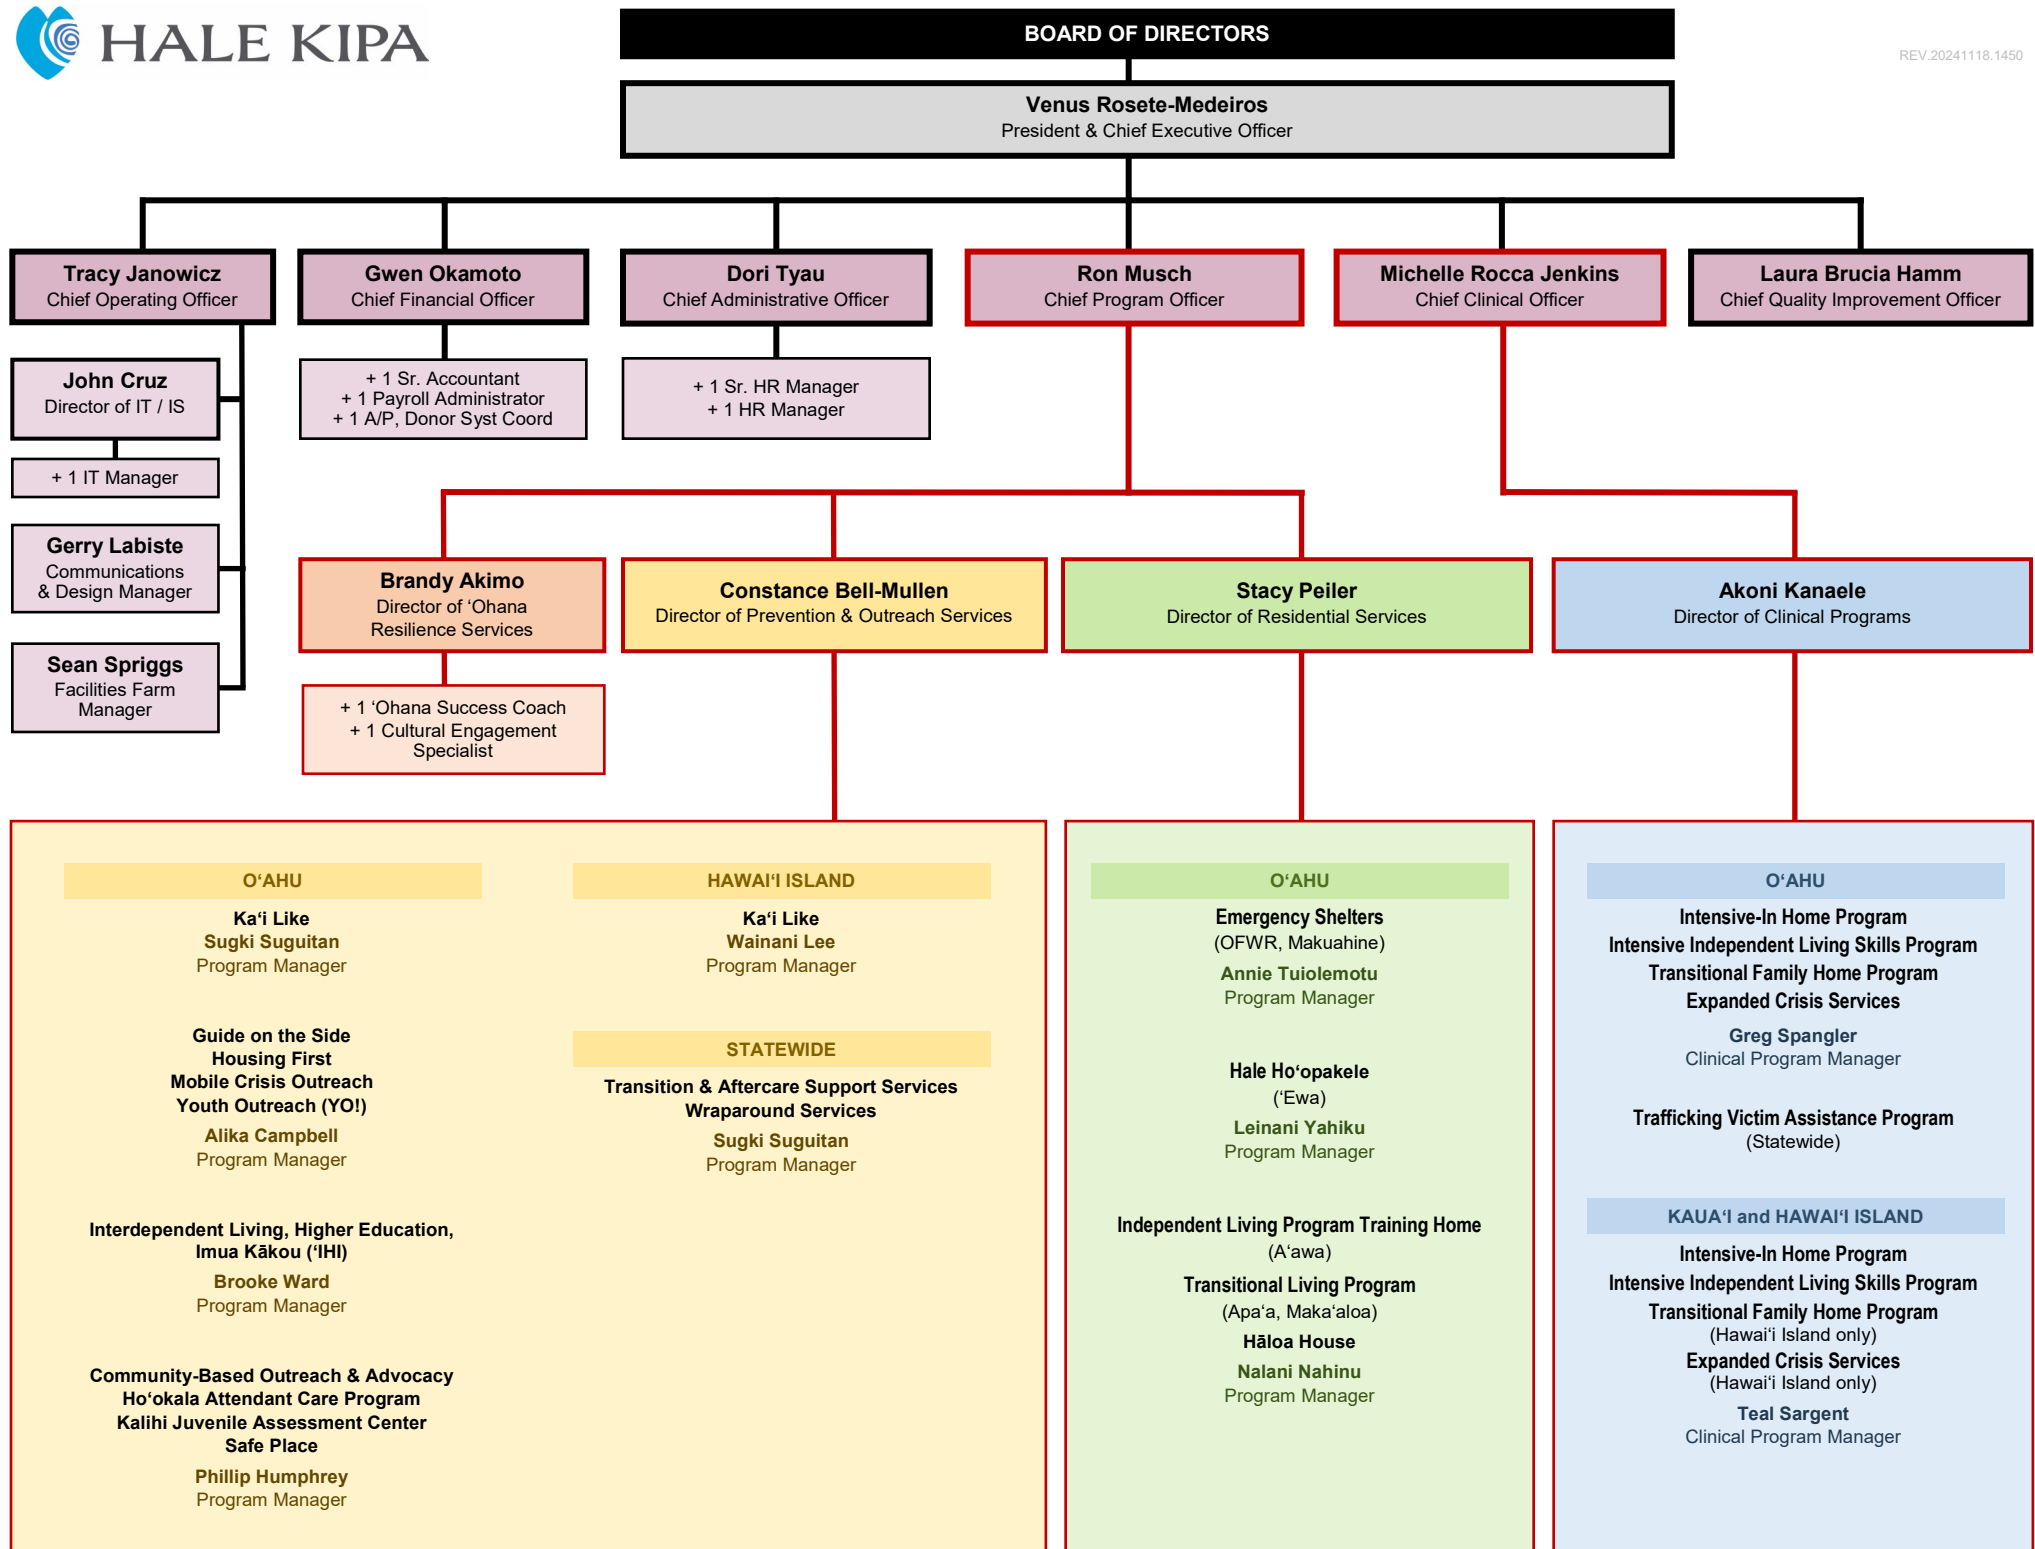 HALE KIPA
BOARD OF DIRECTORS
REV.20241118.1450
Venus Rosete-Medeiros
President & Chief Executive Officer
Tracy Janowicz
Chief Operating Officer
Gwen Okamoto
Chief Financial Officer
Dori Tyau
Chief Administrative Officer
Ron Musch
Chief Program Officer
Michelle Rocca Jenkins
Chief Clinical Officer
Laura Brucia Hamm
Chief Quality Improvement Officer
John Cruz
Director of IT / IS
+ 1 IT Manager
Gerry Labiste
Communications
& Design Manager
Sean Spriggs
Facilities Farm
Manager
+ 1 Sr. Accountant
+ 1 Payroll Administrator
+ 1 A/P, Donor Syst Coord
+ 1 Sr. HR Manager
+ 1 HR Manager
Brandy Akimo
Director of ʻOhana
Resilience Services
+ 1 ʻOhana Success Coach
+ 1 Cultural Engagement
Specialist
Constance Bell-Mullen
Director of Prevention & Outreach Services
Stacy Peiler
Director of Residential Services
Akoni Kanaele
Director of Clinical Programs
OʻAHU
Kaʻi Like
Sugki Suguitan
Program Manager
Guide on the Side
Housing First
Mobile Crisis Outreach
Youth Outreach (YO!)
Alika Campbell
Program Manager
Interdependent Living, Higher Education,
Imua Kākou (ʻIHI)
Brooke Ward
Program Manager
Community-Based Outreach & Advocacy
Hoʻokala Attendant Care Program
Kalihi Juvenile Assessment Center
Safe Place
Phillip Humphrey
Program Manager
HAWAIʻI ISLAND
Kaʻi Like
Wainani Lee
Program Manager
STATEWIDE
Transition & Aftercare Support Services
Wraparound Services
Sugki Suguitan
Program Manager
OʻAHU
Emergency Shelters
(OFWR, Makuahine)
Annie Tuiolemotu
Program Manager
Hale Hoʻopakele
(ʻEwa)
Leinani Yahiku
Program Manager
Independent Living Program Training Home
(Aʻawa)
Transitional Living Program
(Apaʻa, Makaʻaloa)
Hāloa House
Nalani Nahinu
Program Manager
OʻAHU
Intensive-In Home Program
Intensive Independent Living Skills Program
Transitional Family Home Program
Expanded Crisis Services
Greg Spangler
Clinical Program Manager
Trafficking Victim Assistance Program
(Statewide)
KAUAʻI and HAWAIʻI ISLAND
Intensive-In Home Program
Intensive Independent Living Skills Program
Transitional Family Home Program
(Hawaiʻi Island only)
Expanded Crisis Services
(Hawaiʻi Island only)
Teal Sargent
Clinical Program Manager